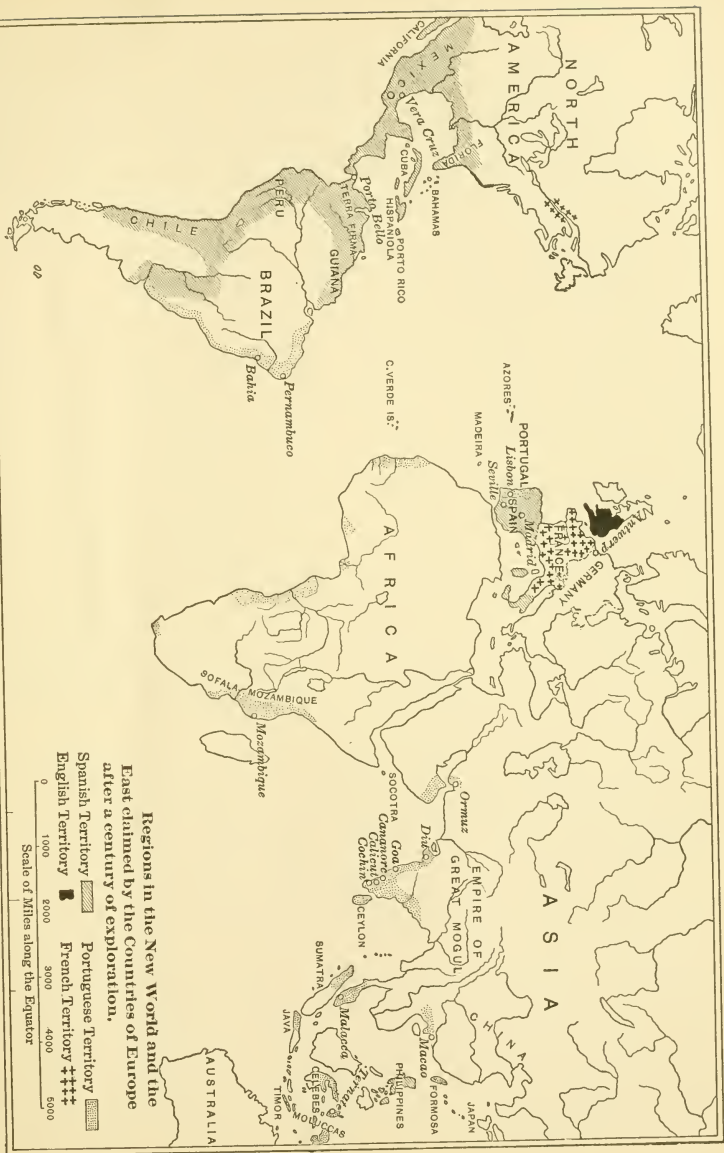 NORTH
AMERICA
CALIFORNIA
MEXICO
Vera Cruz
FLORIDA
BAHAMAS
CUBA
PORTO RICO
HISPANIOLA
Porto Bello
TERRA FIRMA
GUIANA
PERU
BRAZIL
CHILE
Pernambuco
Bahia
AZORES
MADEIRA
C.VERDE IS.
PORTUGAL
Lisbon
SPAIN
Seville
Madrid
FRANCE
Antwerp
GERMANY
AFRICA
SOFALA
MOZAMBIQUE
Mozambique
SOCOTRA
Ormuz
Diu
Goa
Cananore
Calicut
Cochin
CEYLON
EMPIRE OF
GREAT MOGUL
ASIA
CHINA
Macao
JAPAN
FORMOSA
PHILIPPINES
SUMATRA
Malacca
JAVA
CELEBES
MOLUCCAS
TIMOR
AUSTRALIA
Regions in the New World and the
East claimed by the Countries of Europe
after a century of exploration.
Spanish Territory Portuguese Territory
English Territory French Territory
0 1000 2000 3000 4000 5000
Scale of Miles along the Equator